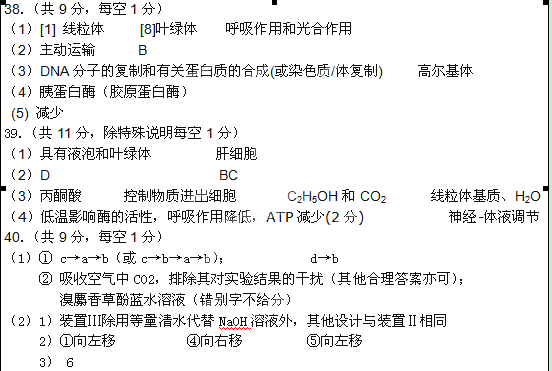 38.（共 9 分，每空 1 分）
（1）[1] 线粒体 [8]叶绿体 呼吸作用和光合作用
（2）主动运输 B
（3）DNA 分子的复制和有关蛋白质的合成(或染色质/体复制) 高尔基体
（4）胰蛋白酶（胶原蛋白酶）
(5) 减少
39．（共 11 分，除特殊说明每空 1 分）
（1）具有液泡和叶绿体 肝细胞
（2）D BC
（3）丙酮酸 控制物质进出细胞 C₂H₅OH 和 CO₂ 线粒体基质、H₂O
（4）低温影响酶的活性，呼吸作用降低，ATP 减少(2 分) 神经-体液调节
40．（共 9 分，每空 1 分）
（1）① c→a→b（或 c→b→a→b）； d→b
② 吸收空气中 CO2，排除其对实验结果的干扰（其他合理答案亦可）；
溴麝香草酚蓝水溶液（错别字不给分）
（2）1）装置Ⅲ除用等量清水代替 NaOH 溶液外，其他设计与装置Ⅱ相同
2）①向左移 ④向右移 ⑤向左移
3） 6